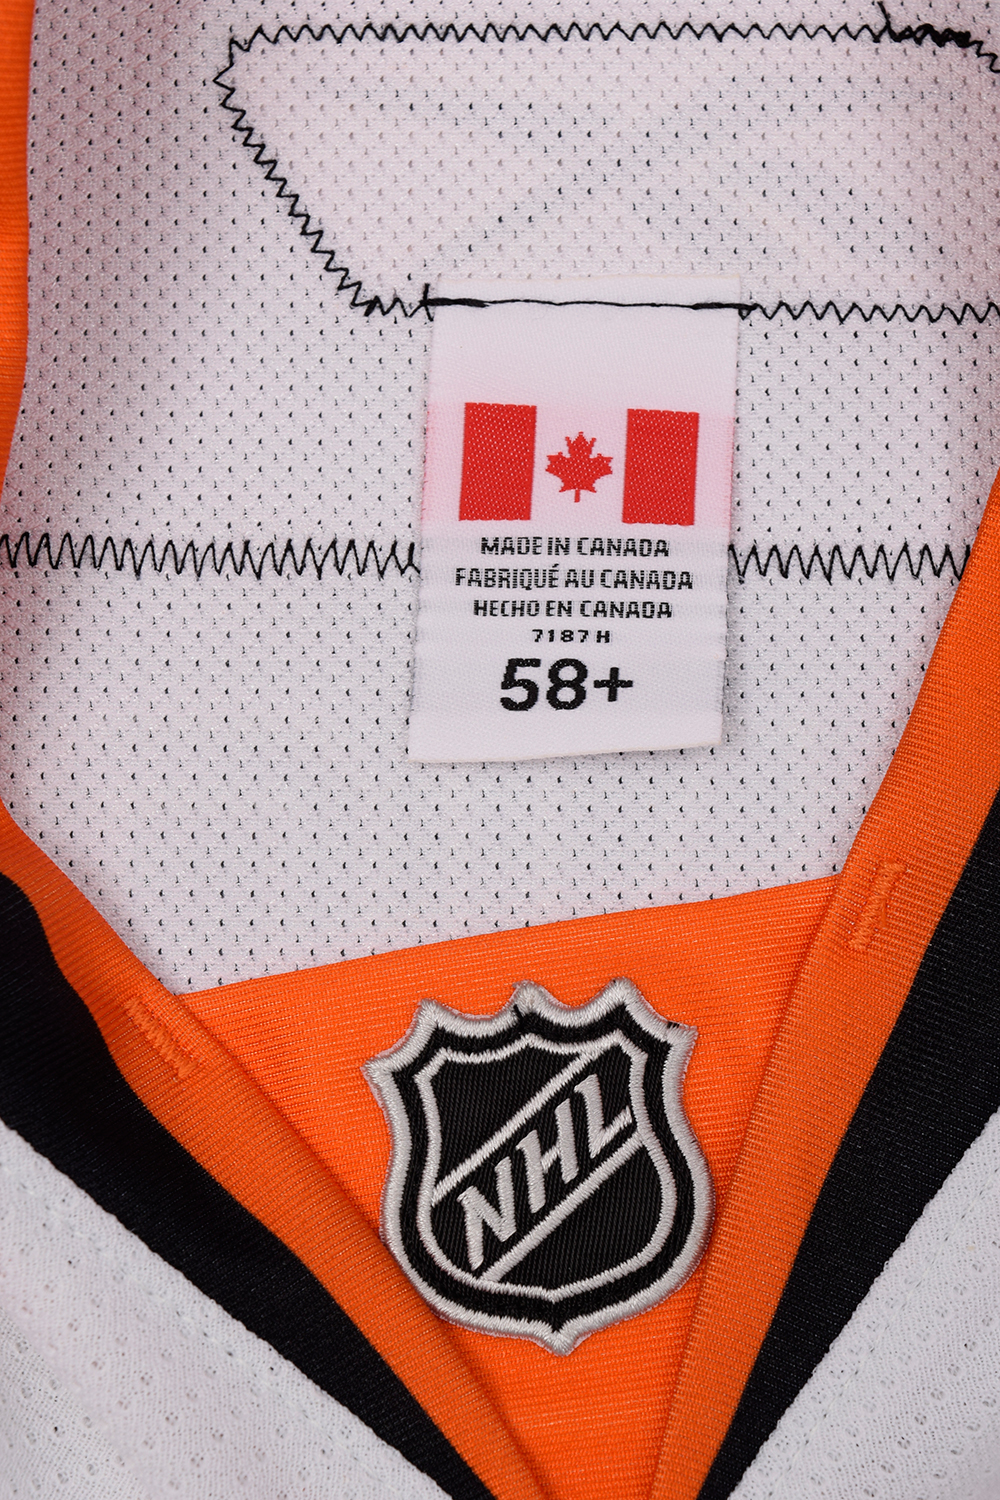 MADE IN CANADA
FABRIQUÉ AU CANADA
HECHO EN CANADA
7187 H
58+
NHL